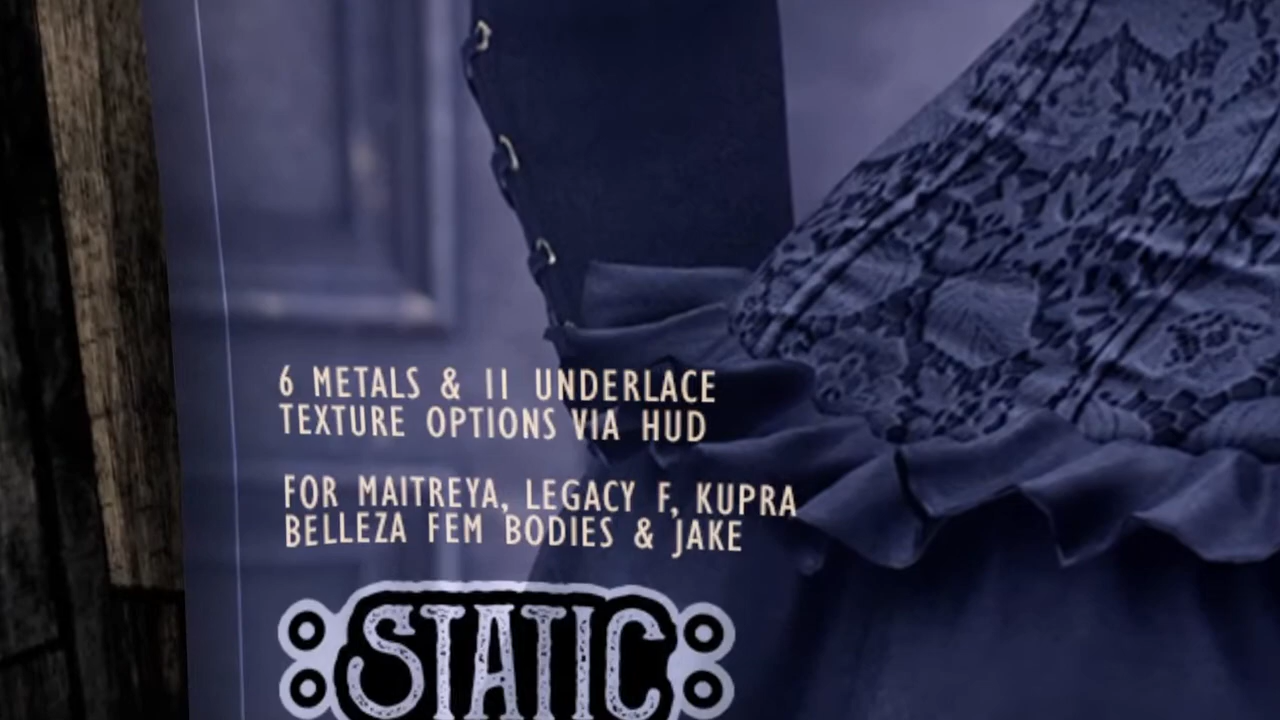 6 METALS & 11 UNDERLACE
TEXTURE OPTIONS VIA HUD
FOR MAITREYA, LEGACY F, KUPRA
BELLEZA FEM BODIES & JAKE
STATIC